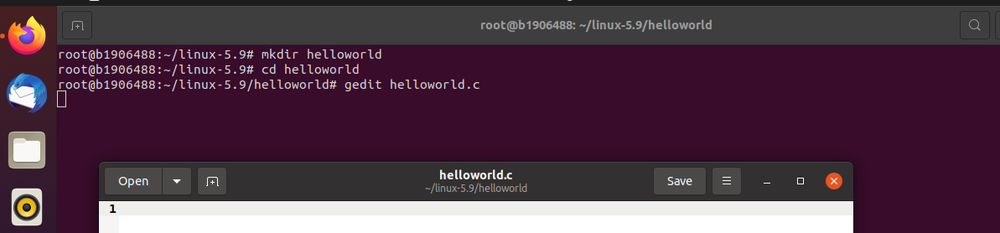 root@b1906488: ~/linux-5.9/helloworld
root@b1906488:~/linux-5.9# mkdir helloworld
root@b1906488:~/linux-5.9# cd helloworld
root@b1906488:~/linux-5.9/helloworld# gedit helloworld.c
Open
helloworld.c
~/linux-5.9/helloworld
Save
1